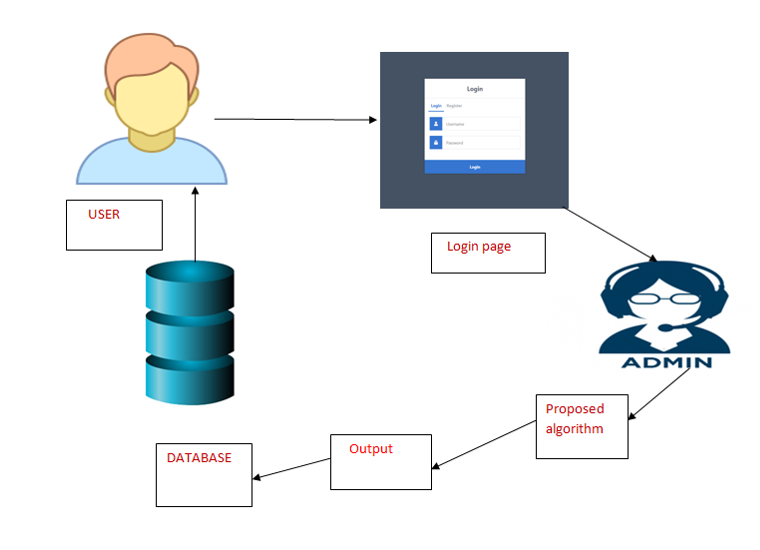 Login
Login Register
Username
Password
Login
USER
Login page
ADMIN
Proposed
algorithm
Output
DATABASE